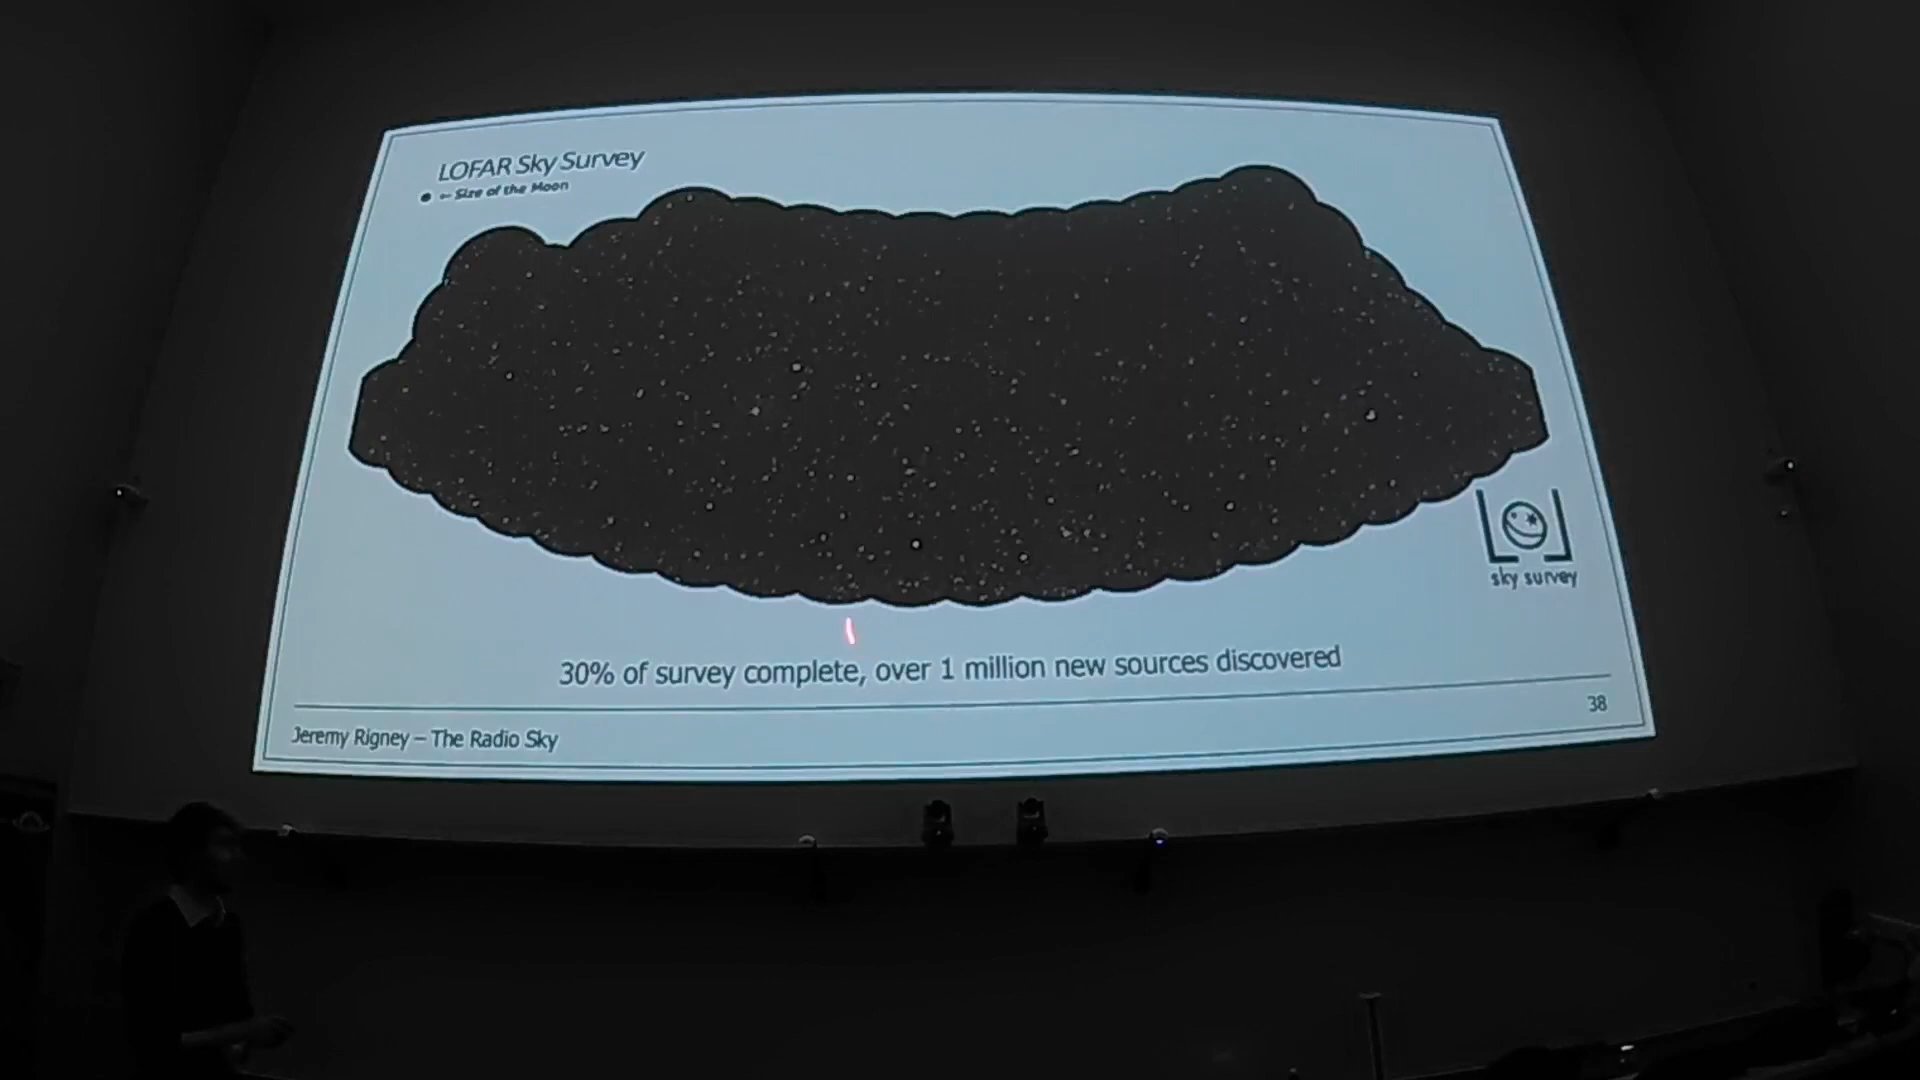 LOFAR Sky Survey
← Size of the Moon
sky survey
30% of survey complete, over 1 million new sources discovered
38
Jeremy Rigney – The Radio Sky